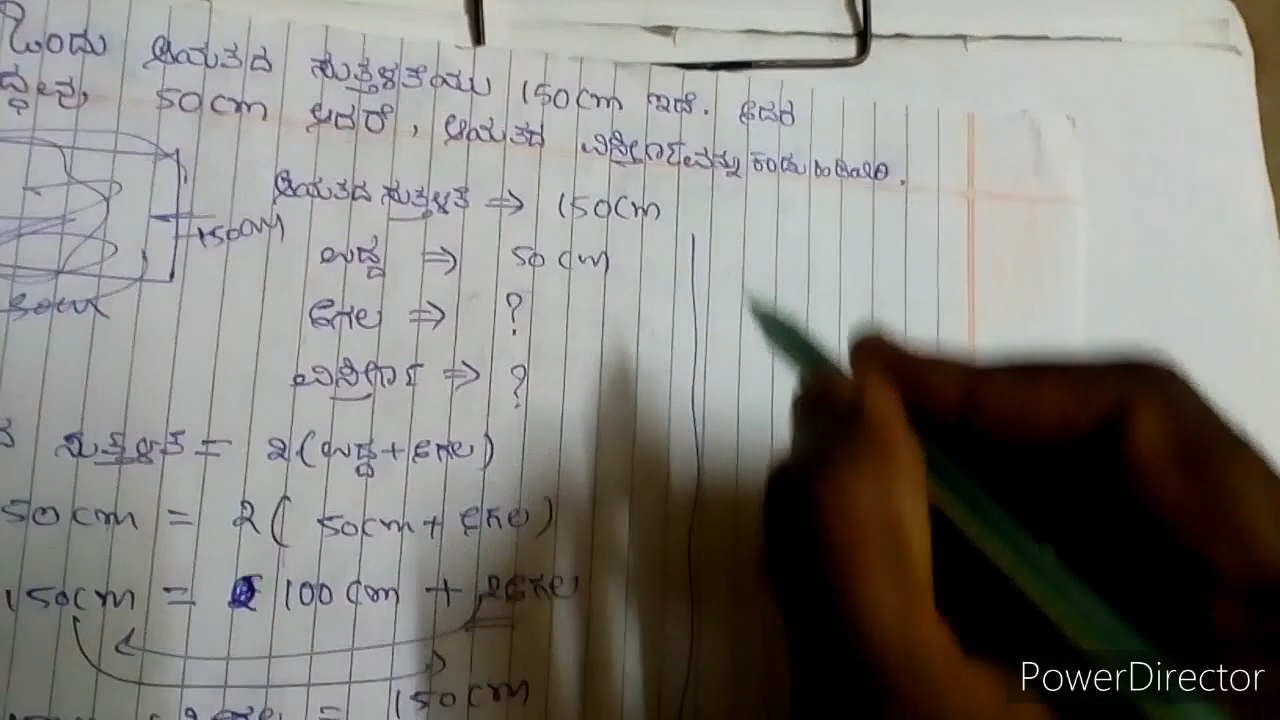 ಒಂದು ಆಯತದ ಸುತ್ತಳತೆಯು 150cm ಇದೆ. ಅದರ
50cm ಆದರೆ, ಆಯತದ ವಿಸ್ತೀರ್ಣವನ್ನು ಕಂಡು ಹಿಡಿಯಿರಿ.
ಆಯತದ ಸುತ್ತಳತೆ ⇒ 150cm
150cm
ಉದ್ದ ⇒ 50cm
ಅಗಲ ⇒ ?
ವಿಸ್ತೀರ್ಣ ⇒ ?
ಸುತ್ತಳತೆ = 2(ಉದ್ದ+ಅಗಲ)
50cm = 2( 50cm+ ಅಗಲ)
150cm = 100cm + 2ಅಗಲ
= 150cm
PowerDirector